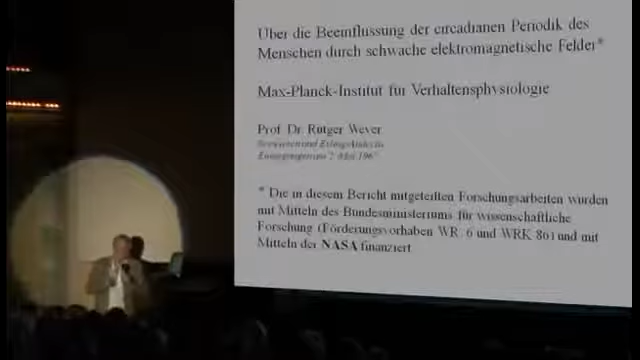 Über die Beeinflussung der circadianen Periodik des
Menschen durch schwache elektromagnetische Felder*
Max-Planck-Institut für Verhaltensphysiologie
Prof. Dr. Rütger Wever
* Die in diesem Bericht mitgeteilten Forschungsarbeiten wurden
mit Mitteln des Bundesministeriums für wissenschaftliche
Forschung (Förderungsvorhaben WR 6 und WRK 86) und mit
Mitteln der NASA finanziert